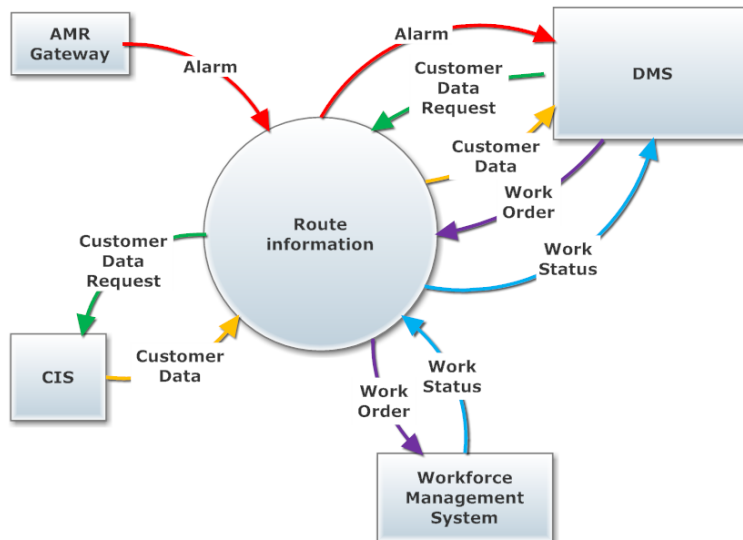 AMR
Gateway
Alarm
Alarm
Customer
Data
Request
DMS
Customer
Data
Work
Order
Route
information
Customer
Data
Request
Work
Status
CIS
Customer
Data
Work
Order
Work
Status
Workforce
Management
System